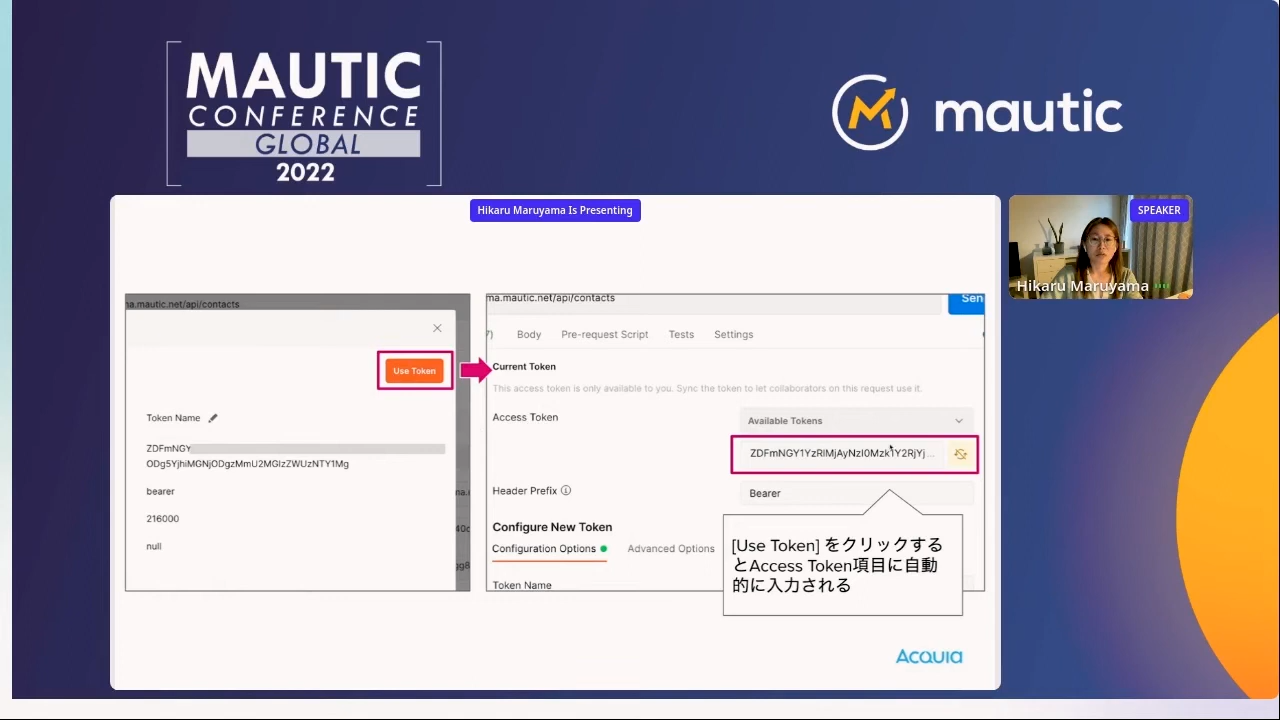 MAUTIC
CONFERENCE
GLOBAL
2022
mautic
Hikaru Maruyama Is Presenting
SPEAKER
Hikaru Maruyama
na.mautic.net/api/contacts
Use Token
Token Name
ZDFmNGY
ODg5YjhiMGNjODgzMmU2MGIzZWUzNTY1Mg
bearer
216000
null
ma.mautic.net/api/contacts
Sen
Body Pre-request Script Tests Settings
Current Token
This access token is only available to you. Sync the token to let collaborators on this request use it.
Access Token
Available Tokens
Header Prefix
Bearer
Configure New Token
Configuration Options Advanced Options
Token Name
[Use Token] をクリックする
とAccess Token項目に自動
的に入力される
Acquia